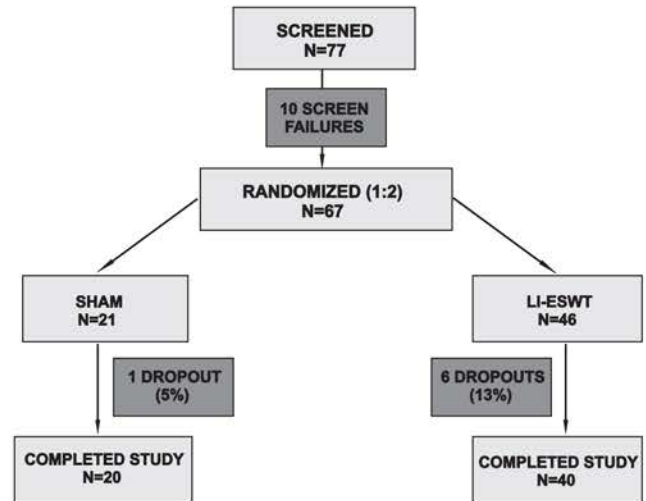 SCREENED
N=77
10 SCREEN
FAILURES
RANDOMIZED (1:2)
N=67
SHAM
N=21
LI-ESWT
N=46
1 DROPOUT
(5%)
6 DROPOUTS
(13%)
COMPLETED STUDY
N=20
COMPLETED STUDY
N=40